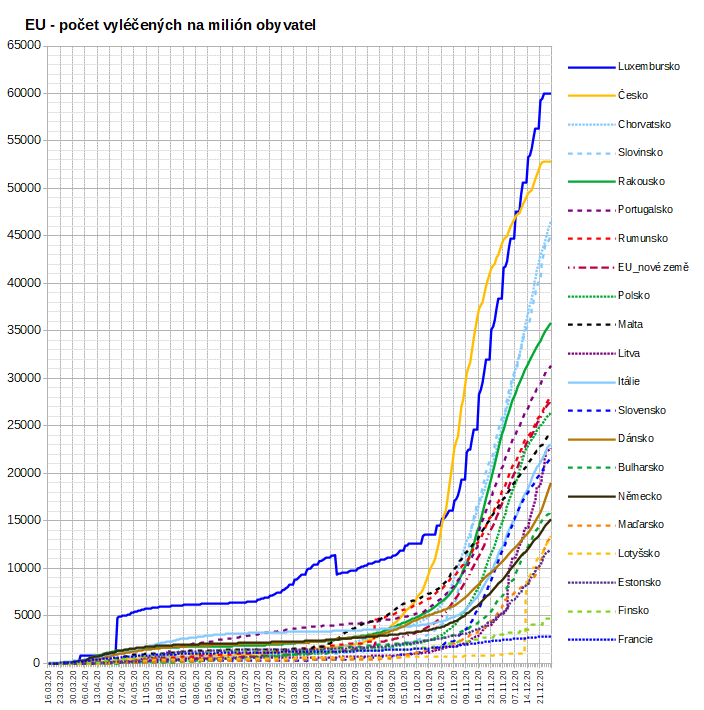 EU - počet vyléčených na milión obyvatel
65000
60000
55000
50000
45000
40000
35000
30000
25000
20000
15000
10000
5000
0
16.03.20
23.03.20
30.03.20
06.04.20
13.04.20
20.04.20
27.04.20
04.05.20
11.05.20
18.05.20
25.05.20
01.06.20
08.06.20
15.06.20
22.06.20
29.06.20
06.07.20
13.07.20
20.07.20
27.07.20
03.08.20
10.08.20
17.08.20
24.08.20
31.08.20
07.09.20
14.09.20
21.09.20
28.09.20
05.10.20
12.10.20
19.10.20
26.10.20
02.11.20
09.11.20
16.11.20
23.11.20
30.11.20
07.12.20
14.12.20
21.12.20
Luxembursko
Česko
Chorvatsko
Slovinsko
Rakousko
Portugalsko
Rumunsko
EU_nové země
Polsko
Malta
Litva
Itálie
Slovensko
Dánsko
Bulharsko
Německo
Maďarsko
Lotyšsko
Estonsko
Finsko
Francie